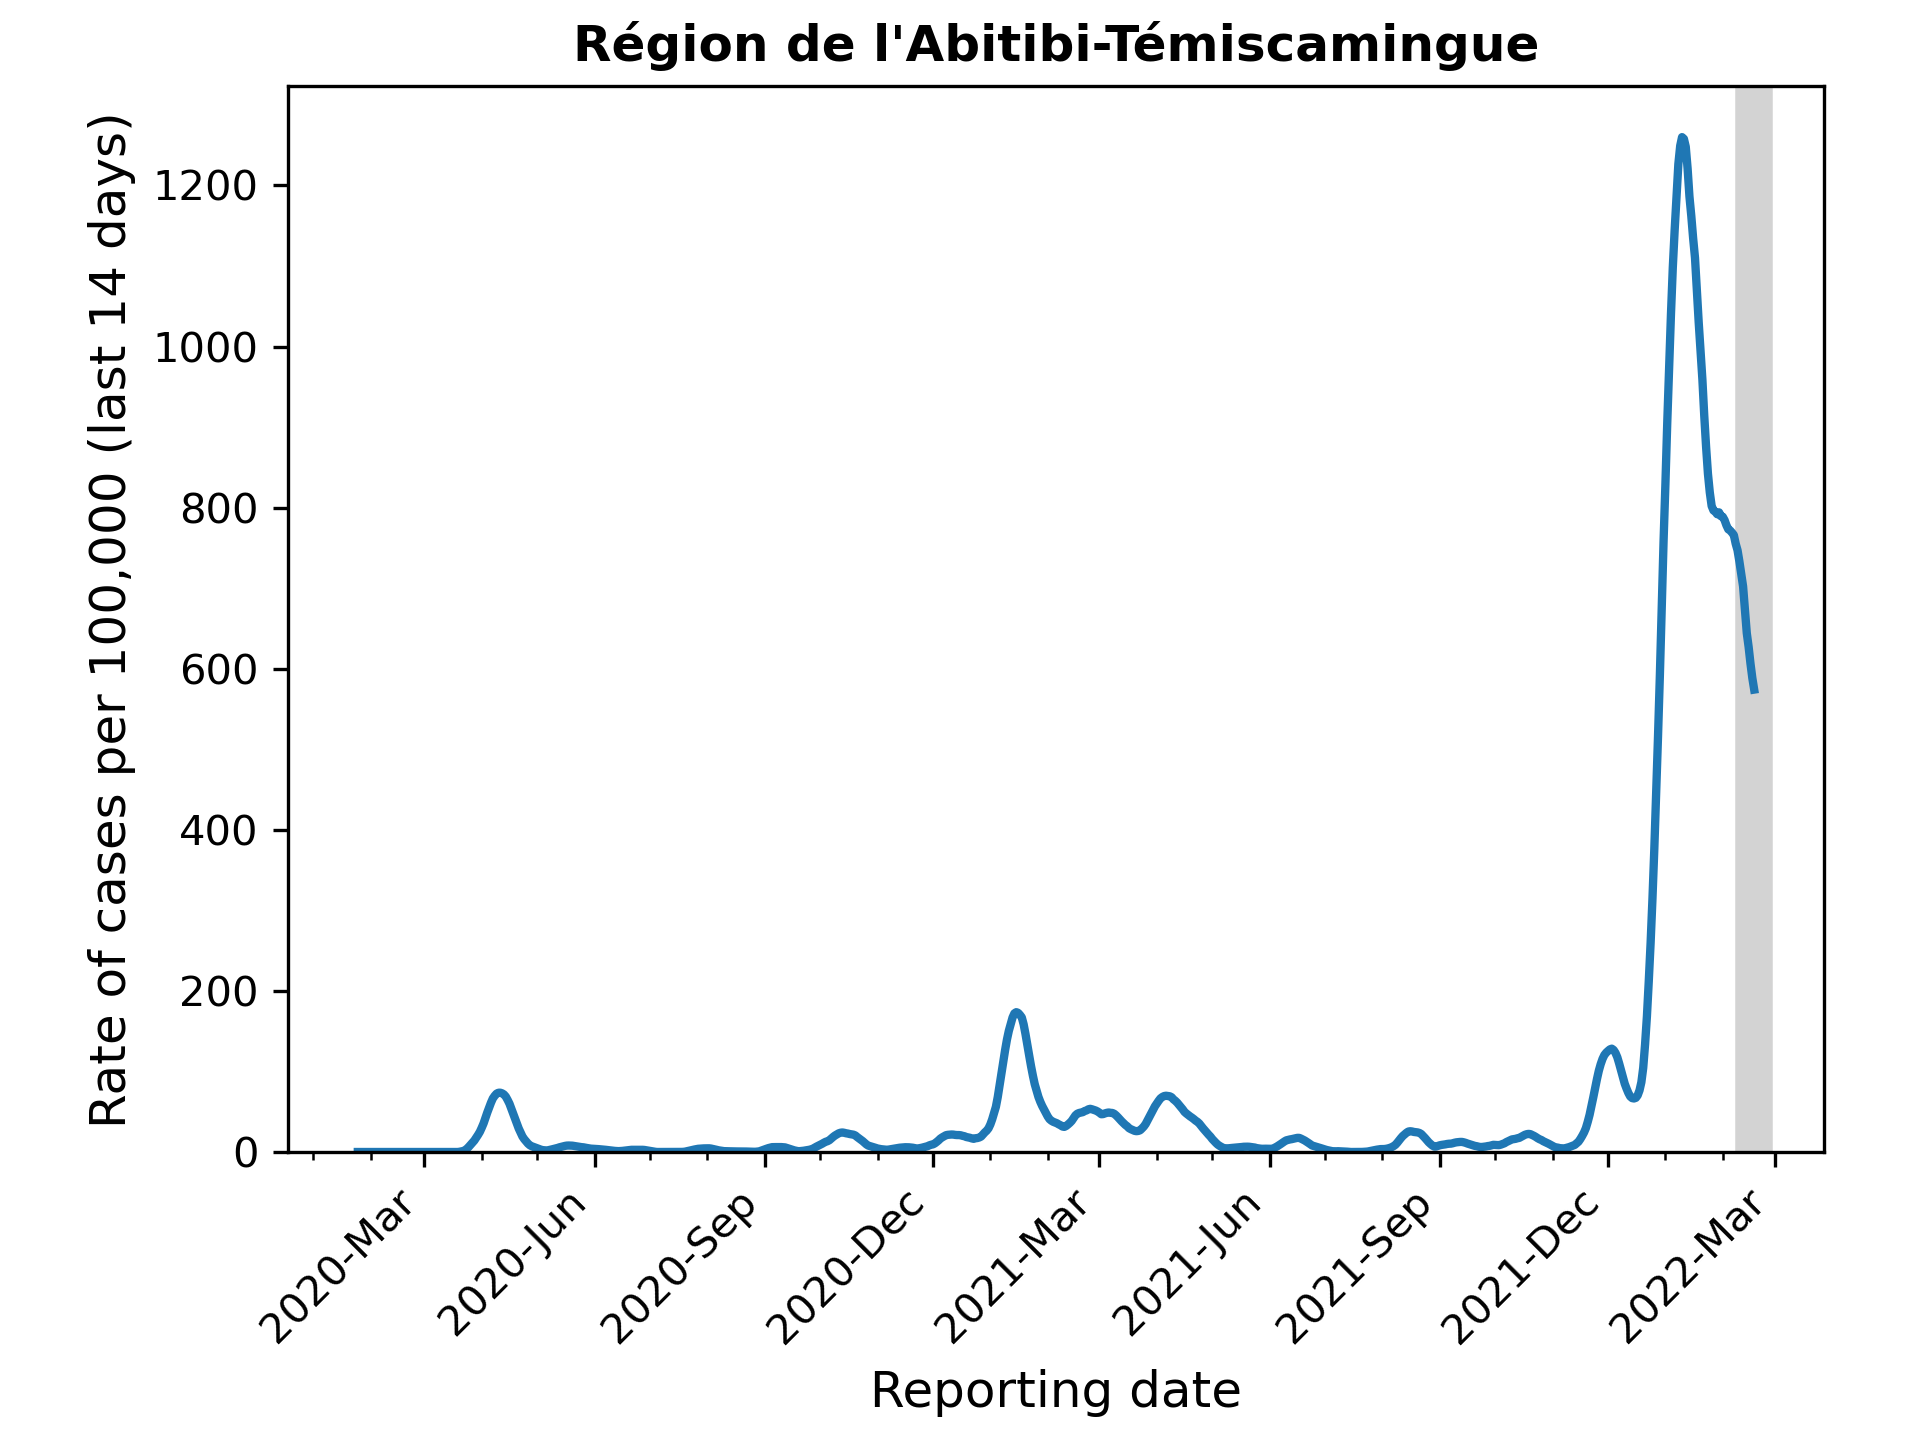 Région de l'Abitibi-Témiscamingue
Rate of cases per 100,000 (last 14 days)
1200
1000
800
600
400
200
0
2020-Mar
2020-Jun
2020-Sep
2020-Dec
2021-Mar
2021-Jun
2021-Sep
2021-Dec
2022-Mar
Reporting date